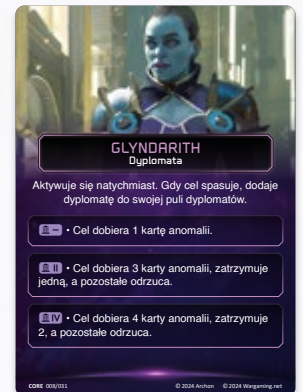 GLYNDARITH
Dyplomata
Aktywuje się natychmiast. Gdy cel spasuje, dodaje
dyplomatę do swojej puli dyplomatów.
– • Cel dobiera 1 kartę anomalii.
II • Cel dobiera 3 karty anomalii, zatrzymuje
jedną, a pozostałe odrzuca.
IV • Cel dobiera 4 karty anomalii, zatrzymuje
2, a pozostałe odrzuca.
CORE 008/031 © 2024 Archon © 2024 Wargaming.net